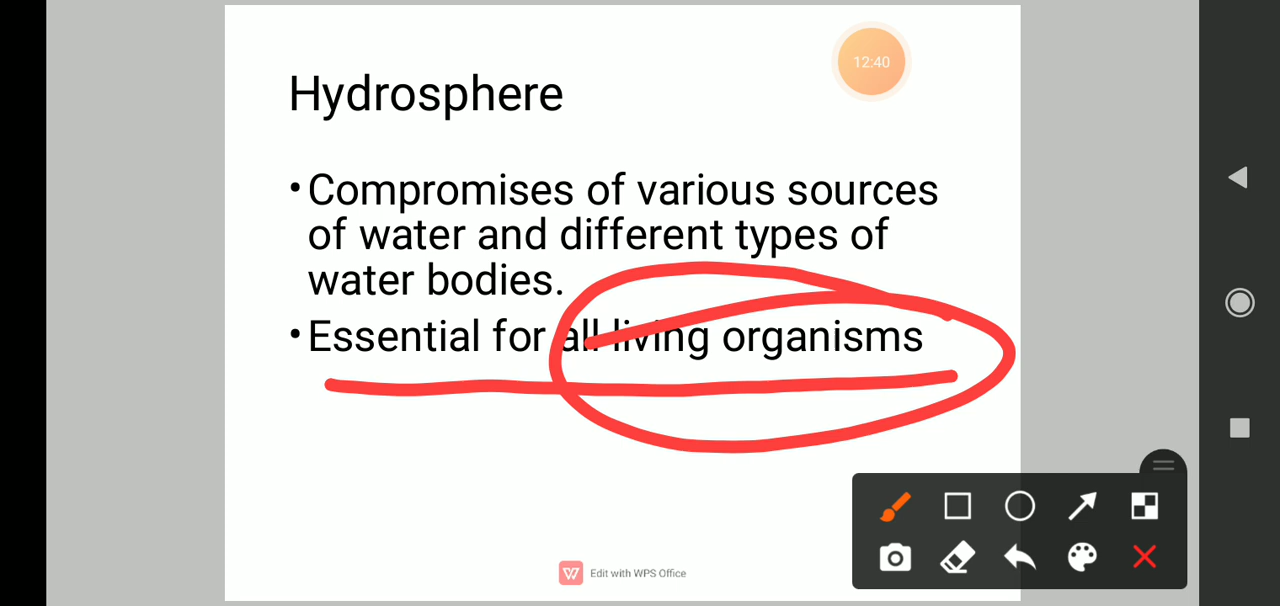 12:40
Hydrosphere
• Compromises of various sources
of water and different types of
water bodies.
• Essential for all living organisms
Edit with WPS Office